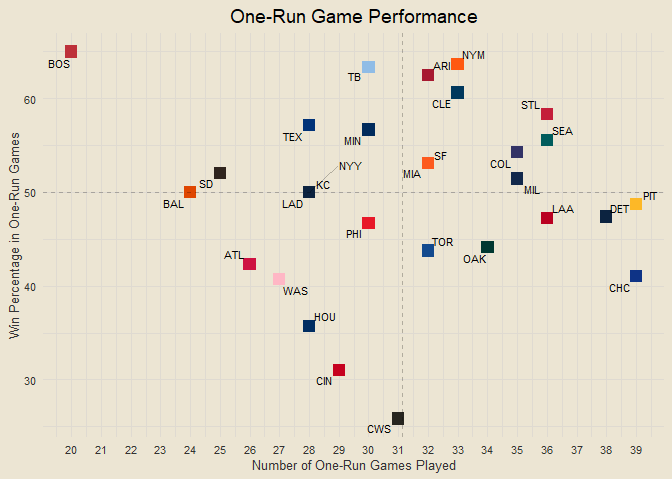 One-Run Game Performance
BOS
NYM
ARI
TB
CLE
60
STL
TEX
SEA
MIN
SF
COL
NYY
MIA
SD
KC
MIL
50
PIT
BAL
LAD
LAA
DET
PHI
TOR
ATL
OAK
WAS
CHC
40
HOU
CIN
30
CWS
20 21 22 23 24 25 26 27 28 29 30 31 32 33 34 35 36 37 38 39
Number of One-Run Games Played
Win Percentage in One-Run Games